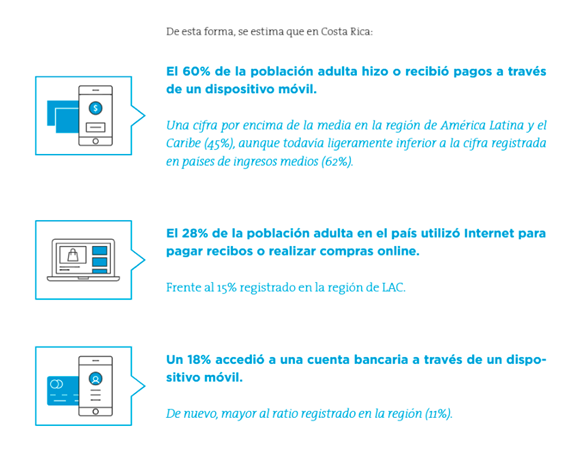 De esta forma, se estima que en Costa Rica:
El 60% de la población adulta hizo o recibió pagos a través
de un dispositivo móvil.
Una cifra por encima de la media en la región de América Latina y el
Caribe (45%), aunque todavía ligeramente inferior a la cifra registrada
en países de ingresos medios (62%).
El 28% de la población adulta en el país utilizó Internet para
pagar recibos o realizar compras online.
Frente al 15% registrado en la región de LAC.
Un 18% accedió a una cuenta bancaria a través de un dispo-
sitivo móvil.
De nuevo, mayor al ratio registrado en la región (11%).